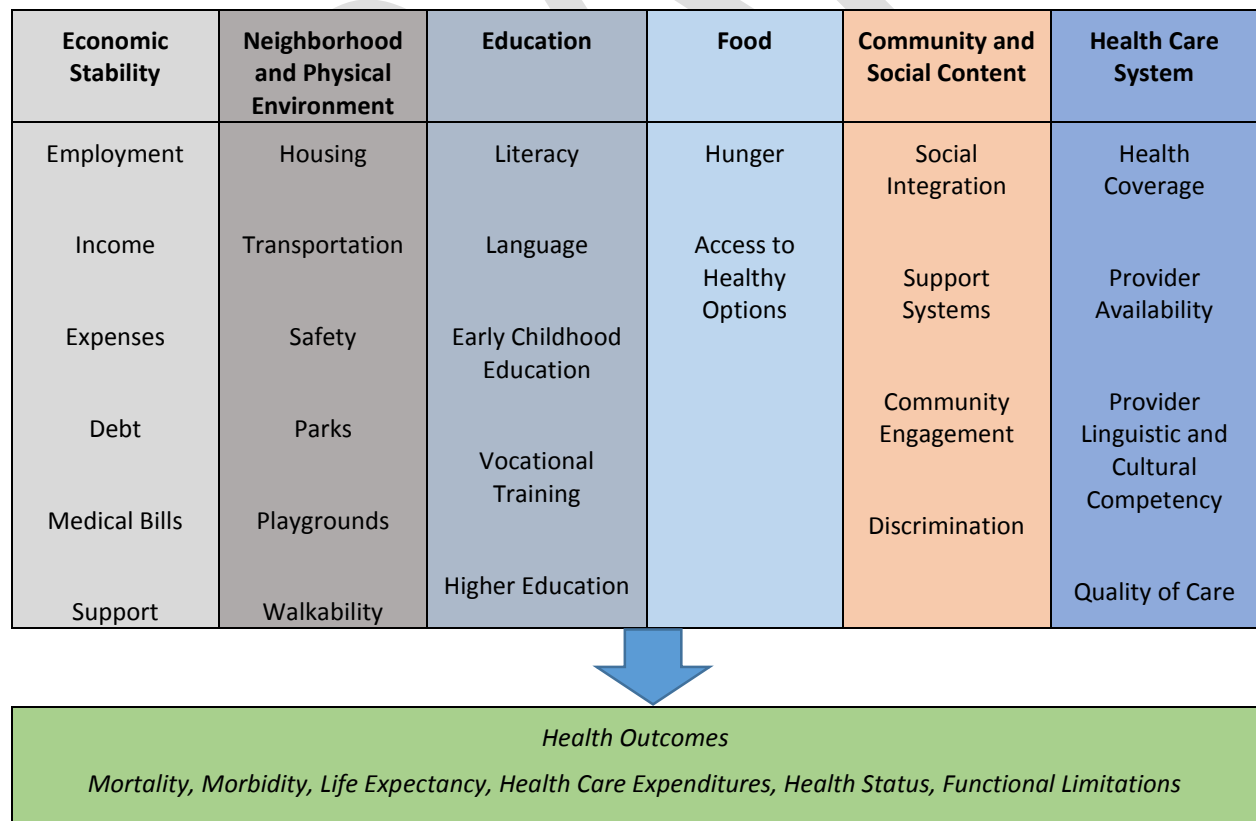 Economic
Stability
Neighborhood
and Physical
Environment
Education
Food
Community and
Social Content
Health Care
System
Employment
Income
Expenses
Debt
Medical Bills
Support
Housing
Transportation
Safety
Parks
Playgrounds
Walkability
Literacy
Language
Early Childhood
Education
Vocational
Training
Higher Education
Hunger
Access to
Healthy
Options
Social
Integration
Support
Systems
Community
Engagement
Discrimination
Health
Coverage
Provider
Availability
Provider
Linguistic and
Cultural
Competency
Quality of Care
Health Outcomes
Mortality, Morbidity, Life Expectancy, Health Care Expenditures, Health Status, Functional Limitations